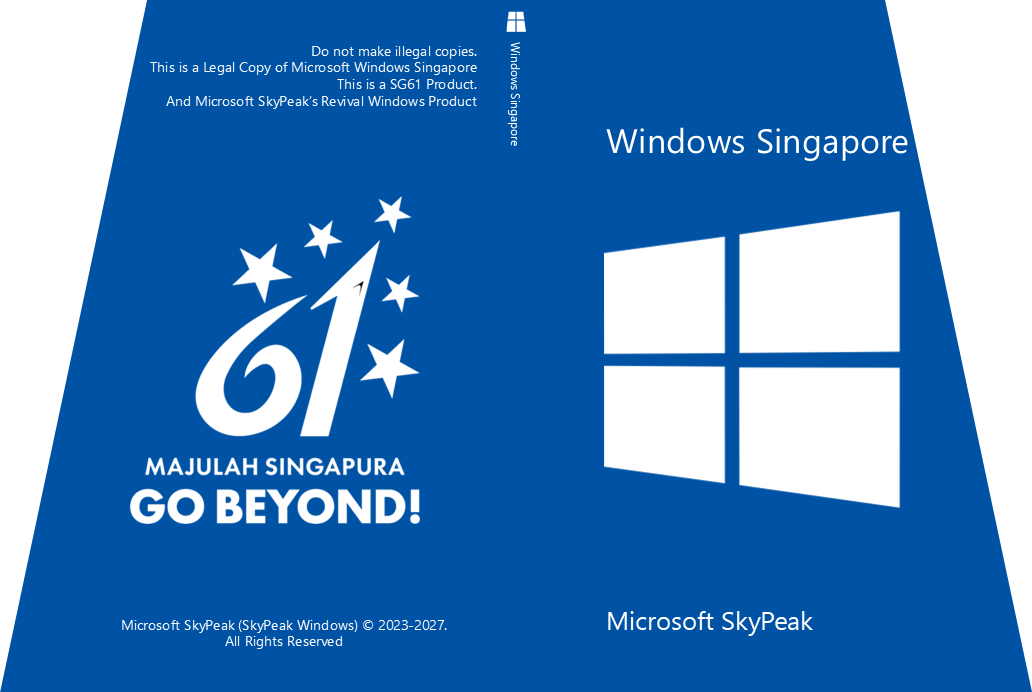 Do not make illegal copies.
This is a Legal Copy of Microsoft Windows Singapore
This is a SG61 Product.
And Microsoft SkyPeak's Revival Windows Product
61
MAJULAH SINGAPURA
GO BEYOND!
Microsoft SkyPeak (SkyPeak Windows) © 2023-2027.
All Rights Reserved
Windows Singapore
Windows Singapore
Microsoft SkyPeak